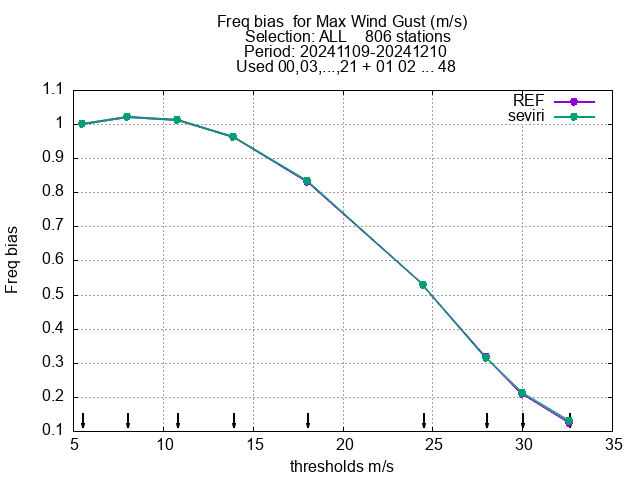 Freq bias  for Max Wind Gust (m/s)
Selection: ALL    806 stations
Period: 20241109-20241210
Used 00,03,...,21 + 01 02 ... 48
REF
seviri
1.1
1
0.9
0.8
0.7
0.6
0.5
0.4
0.3
0.2
0.1
Freq bias
5 10 15 20 25 30 35
thresholds m/s